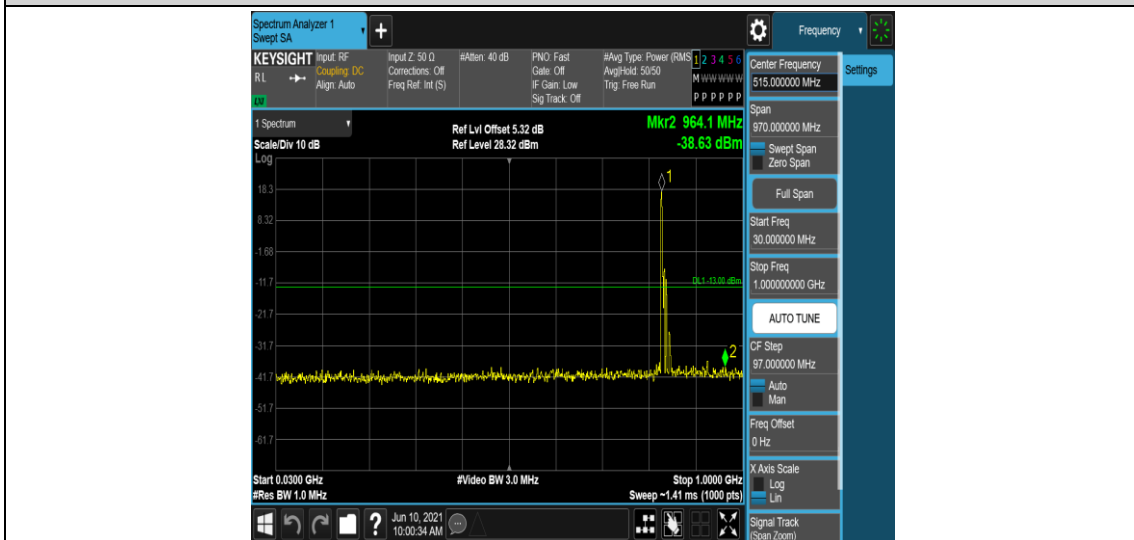 Spectrum Analyzer 1
Swept SA
Frequency
KEYSIGHT
RL
LXI
Input: RF
Coupling: DC
Align: Auto
Input Z: 50 Ω
Corrections: Off
Freq Ref: Int (S)
#Atten: 40 dB
PNO: Fast
Gate: Off
IF Gain: Low
Sig Track: Off
#Avg Type: Power (RMS
Avg|Hold: 50/50
Trig: Free Run
1 2 3 4 5 6
M W W W W W
P P P P P P
1 Spectrum
Scale/Div 10 dB
Log
Ref Lvl Offset 5.32 dB
Ref Level 28.32 dBm
Mkr2 964.1 MHz
-38.63 dBm
18.3
8.32
-1.68
-11.7
-21.7
-31.7
-41.7
-51.7
-61.7
1
DL1 -13.00 dBm
2
Start 0.0300 GHz
#Res BW 1.0 MHz
#Video BW 3.0 MHz
Stop 1.0000 GHz
Sweep ~1.41 ms (1000 pts)
?
Jun 10, 2021
10:00:34 AM
Center Frequency
515.000000 MHz
Settings
Span
970.000000 MHz
Swept Span
Zero Span
Full Span
Start Freq
30.000000 MHz
Stop Freq
1.000000000 GHz
AUTO TUNE
CF Step
97.000000 MHz
Auto
Man
Freq Offset
0 Hz
X Axis Scale
Log
Lin
Signal Track
(Span Zoom)